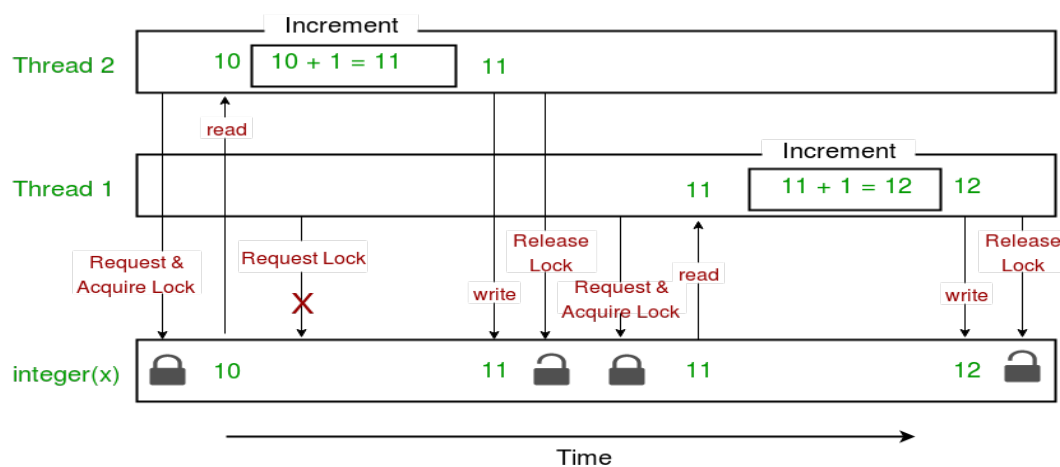 Increment
Thread 2
10
10 + 1 = 11
11
read
Increment
Thread 1
11
11 + 1 = 12
12
Request &
Acquire Lock
Request Lock
X
write
Release
Lock
Request &
Acquire Lock
read
write
Release
Lock
integer(x)
10
11
11
12
Time